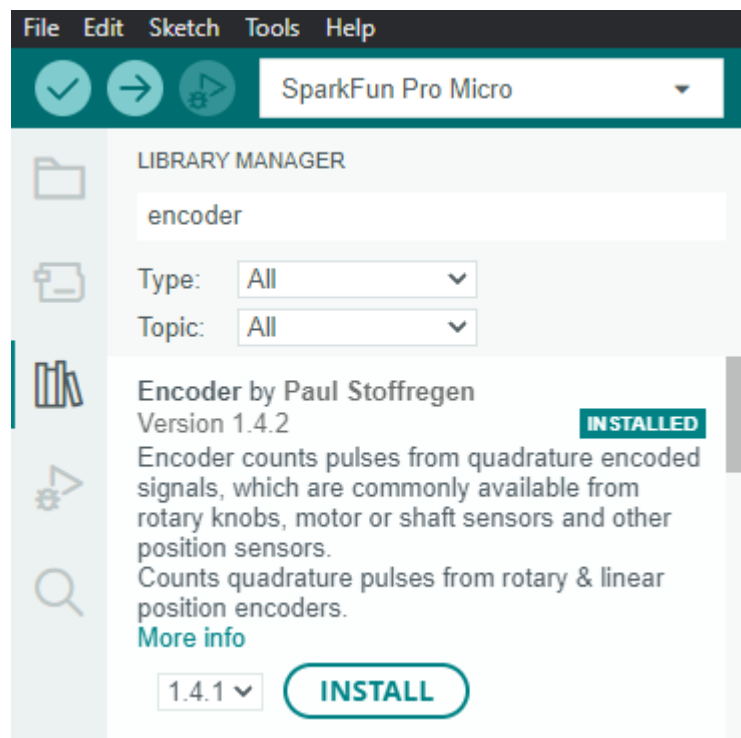 File Edit Sketch Tools Help
SparkFun Pro Micro
LIBRARY MANAGER
encoder
Type: All
Topic: All
Encoder by Paul Stoffregen
Version 1.4.2 INSTALLED
Encoder counts pulses from quadrature encoded
signals, which are commonly available from
rotary knobs, motor or shaft sensors and other
position sensors.
Counts quadrature pulses from rotary & linear
position encoders.
More info
1.4.1 INSTALL